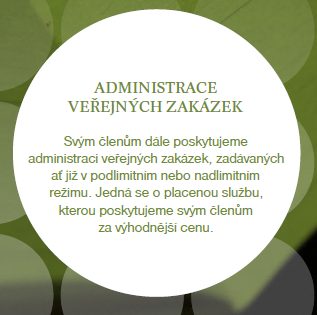 ADMINISTRACE
VEŘEJNÝCH ZAKÁZEK
Svým členům dále poskytujeme
administraci veřejných zakázek, zadávaných
ať již v podlimitním nebo nadlimitním
režimu. Jedná se o placenou službu,
kterou poskytujeme svým členům
za výhodnější cenu.